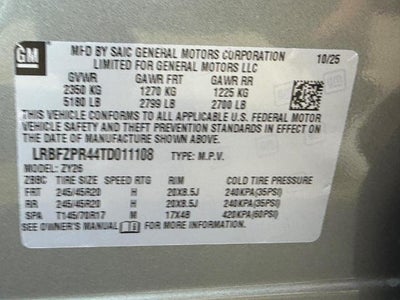 GM
MFD BY SAIC GENERAL MOTORS CORPORATION 10/25
LIMITED FOR GENERAL MOTORS LLC
GVWR GAWR FRT GAWR RR
2350 KG 1270 KG 1225 KG
5180 LB 2799 LB 2700 LB
THIS VEHICLE CONFORMS TO ALL APPLICABLE U.S. FEDERAL MOTOR
VEHICLE SAFETY AND THEFT PREVENTION STANDARDS IN EFFECT ON
THE DATE OF MANUFACTURE SHOWN ABOVE.
LRBFZPR44TD011108 TYPE: M.P.V.
MODEL: ZY26
ZBBC TIRE SIZE SPEED RTG RIM COLD TIRE PRESSURE
FRT 245/45R20 H 20X8.5J 240KPA(35PSI)
RR 245/45R20 H 20X8.5J 240KPA(35PSI)
SPA T145/70R17 M 17X4B 420KPA(60PSI)
SEE OWNER'S MANUAL FOR MORE INFORMATION.